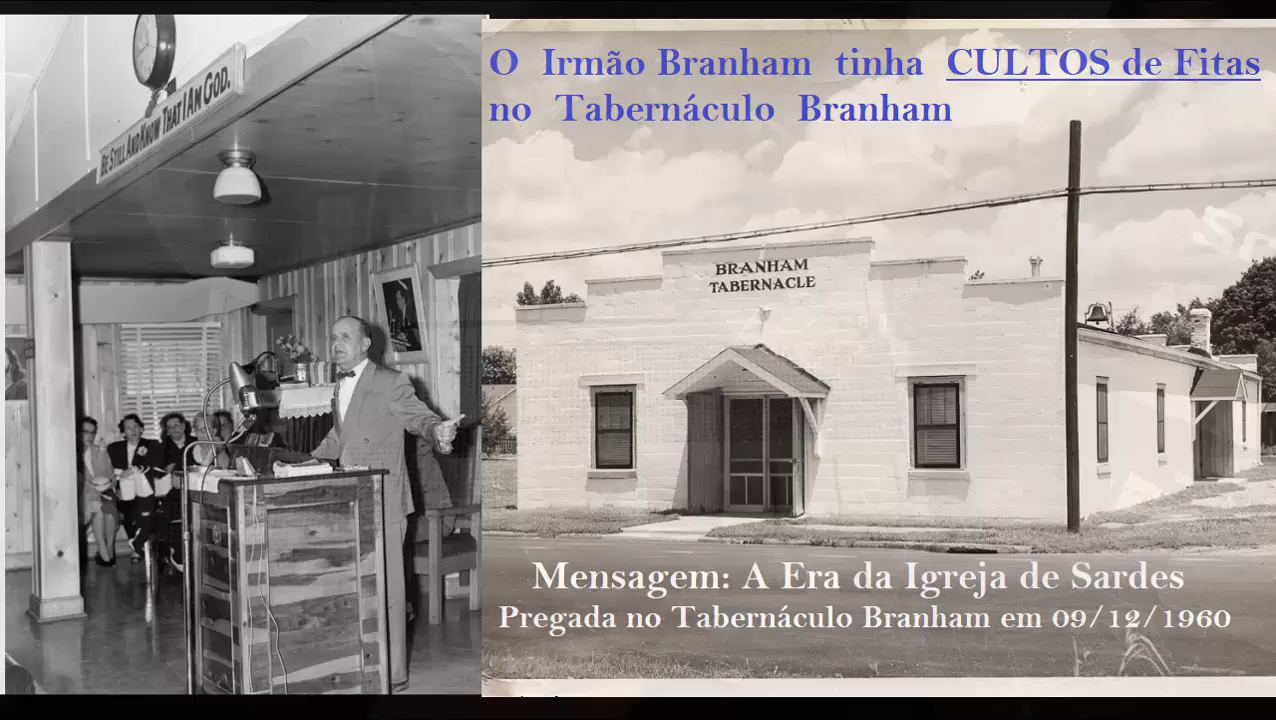 BE STILL AND KNOW THAT I AM GOD.
O Irmão Branham tinha CULTOS de Fitas
no Tabernáculo Branham
BRANHAM
TABERNACLE
Mensagem: A Era da Igreja de Sardes
Pregada no Tabernáculo Branham em 09/12/1960